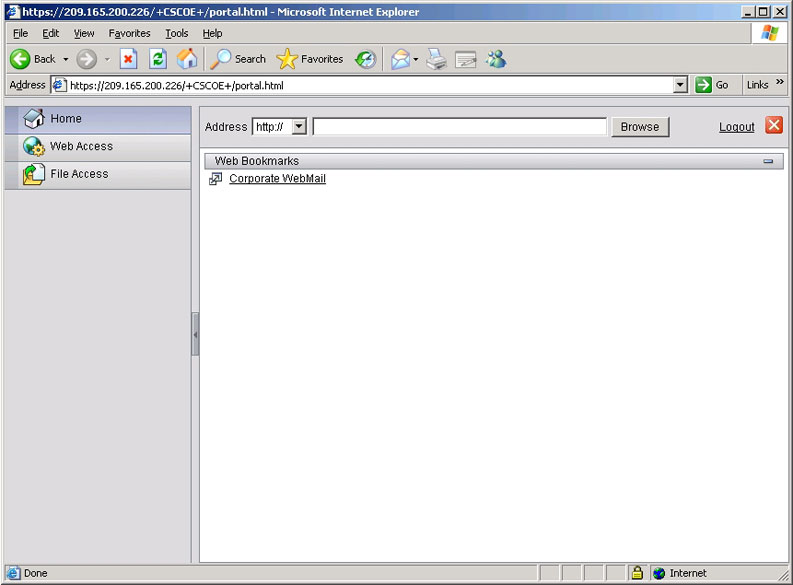 https://209.165.200.226/+CSCOE+/portal.html - Microsoft Internet Explorer
File Edit View Favorites Tools Help
Back Search Favorites
Address https://209.165.200.226/+CSCOE+/portal.html Go Links »
Home
Web Access
File Access
Address http:// Browse Logout
Web Bookmarks
Corporate WebMail
Done Internet